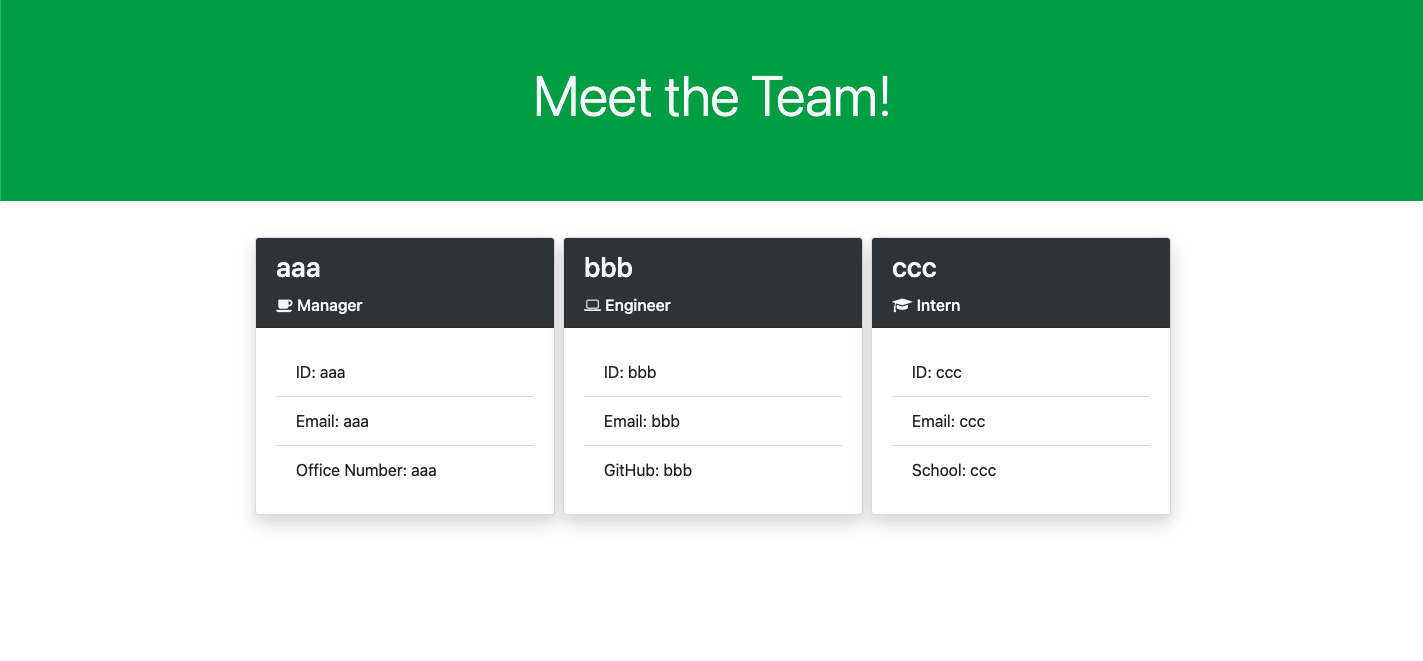 Meet the Team!
aaa
Manager
ID: aaa
Email: aaa
Office Number: aaa
bbb
Engineer
ID: bbb
Email: bbb
GitHub: bbb
ccc
Intern
ID: ccc
Email: ccc
School: ccc